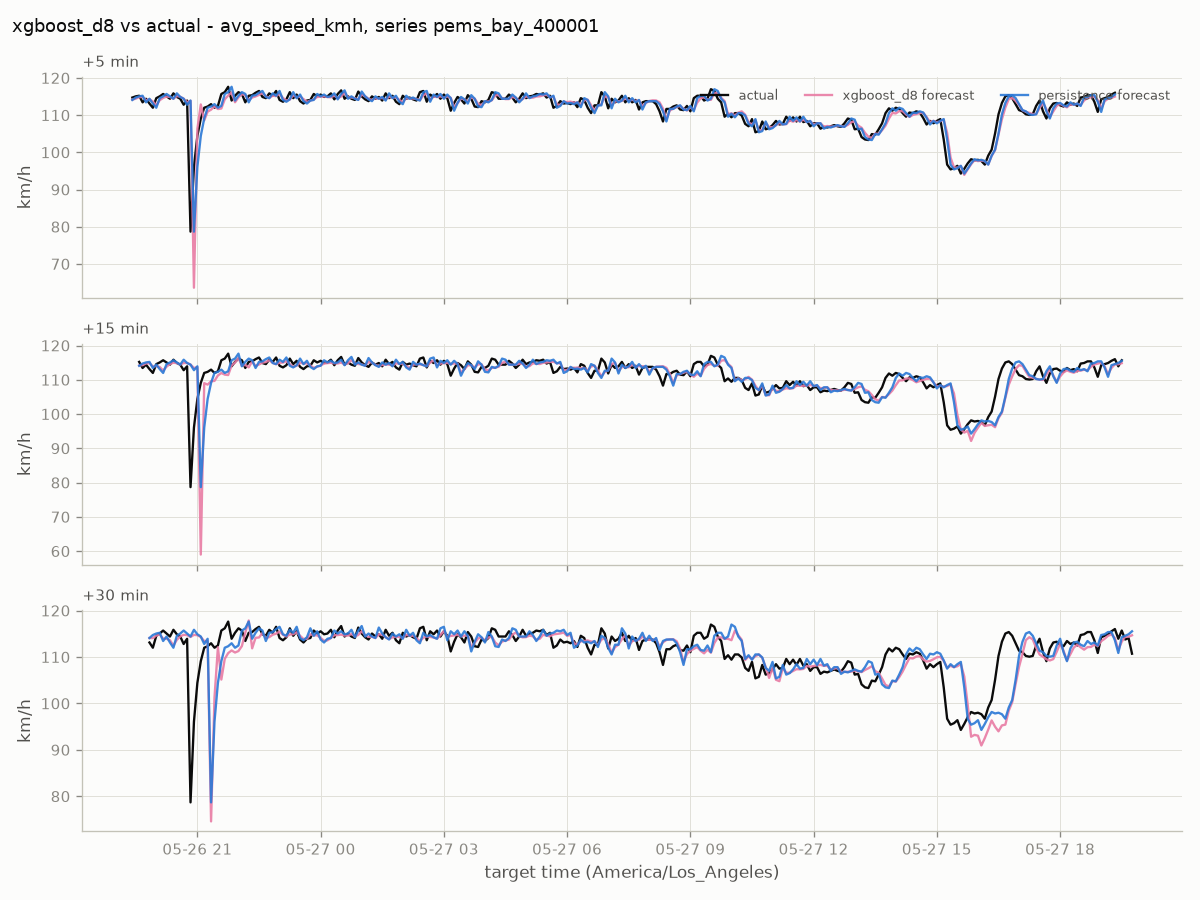 xgboost_d8 vs actual - avg_speed_kmh, series pems_bay_400001
+5 min
120
110
100
90
80
70
km/h
actual
xgboost_d8 forecast
persistence forecast
+15 min
120
110
100
90
80
70
60
km/h
+30 min
120
110
100
90
80
km/h
05-26 21
05-27 00
05-27 03
05-27 06
05-27 09
05-27 12
05-27 15
05-27 18
target time (America/Los_Angeles)